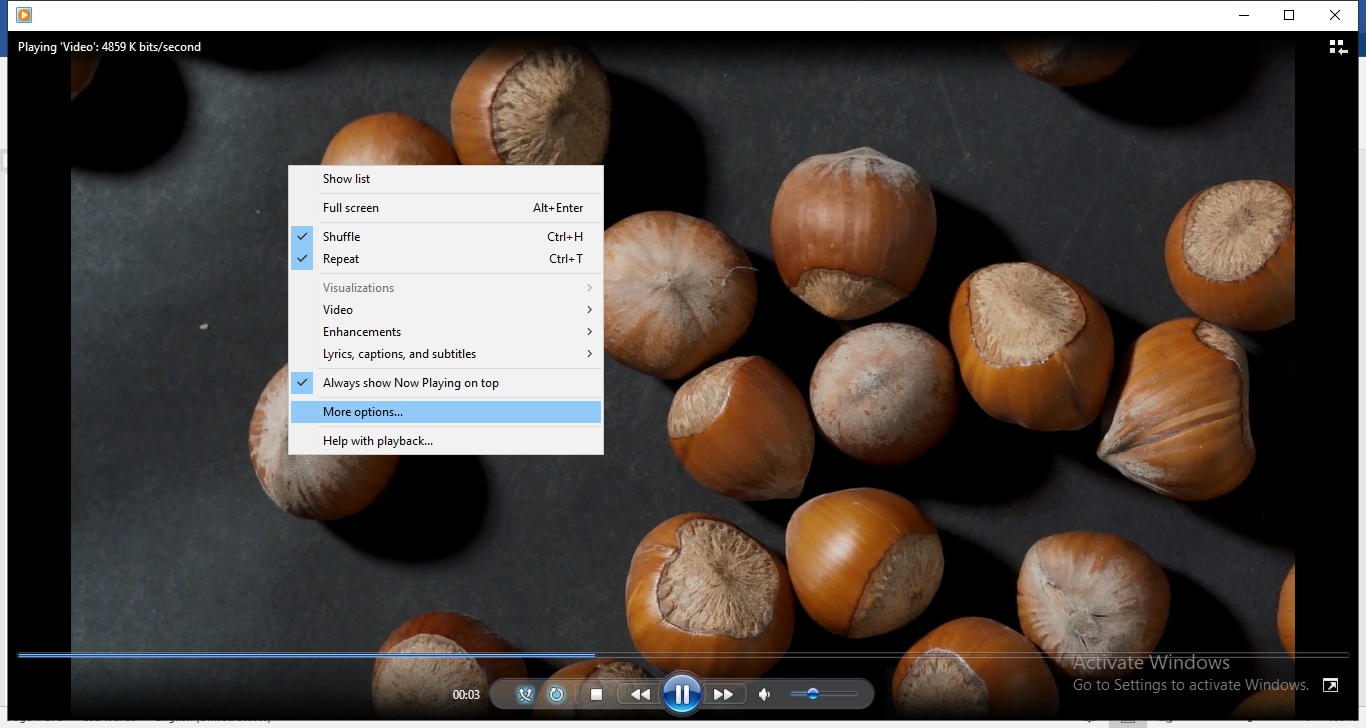 Playing 'Video': 4859 K bits/second
Show list
Full screen Alt+Enter
Shuffle Ctrl+H
Repeat Ctrl+T
Visualizations
Video
Enhancements
Lyrics, captions, and subtitles
Always show Now Playing on top
More options...
Help with playback...
Activate Windows
Go to Settings to activate Windows.
00:03